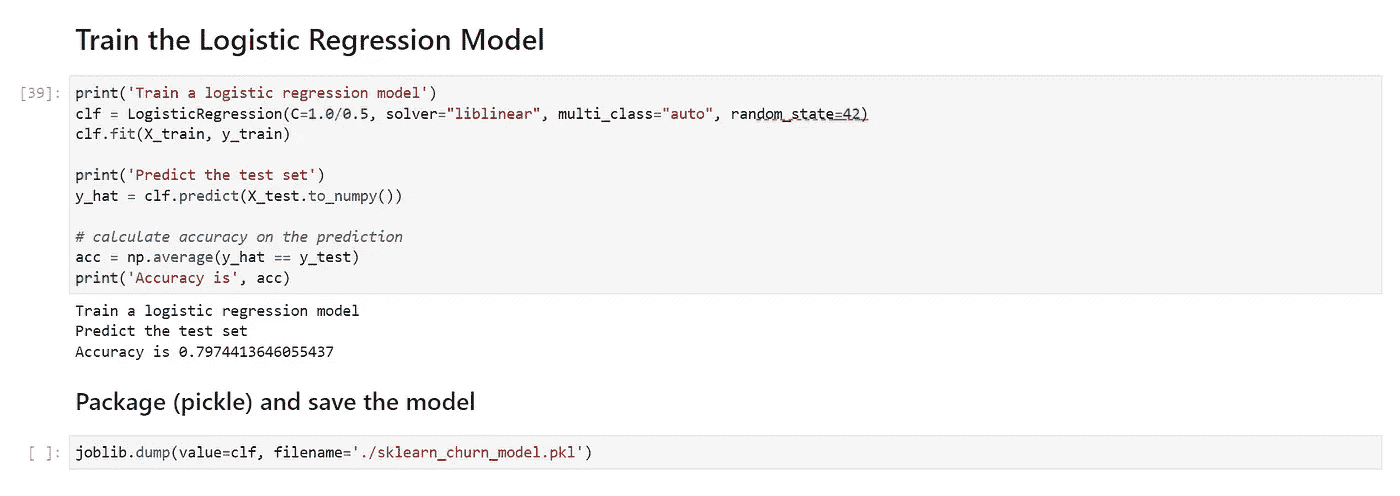 Train the Logistic Regression Model
[39]: print('Train a logistic regression model')
clf = LogisticRegression(C=1.0/0.5, solver="liblinear", multi_class="auto", random_state=42)
clf.fit(X_train, y_train)
print('Predict the test set')
y_hat = clf.predict(X_test.to_numpy())
# calculate accuracy on the prediction
acc = np.average(y_hat == y_test)
print('Accuracy is', acc)
Train a logistic regression model
Predict the test set
Accuracy is 0.7974413646055437
Package (pickle) and save the model
[ ]: joblib.dump(value=clf, filename='./sklearn_churn_model.pkl')